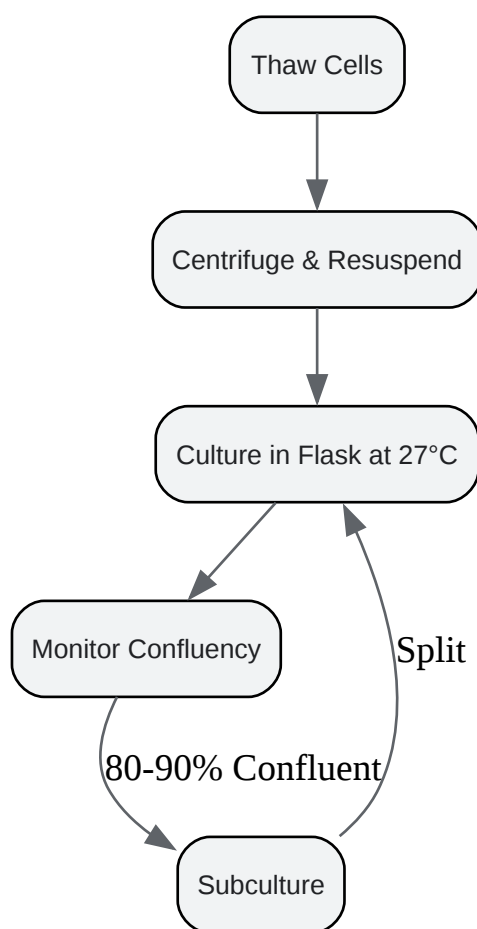 Thaw Cells
Centrifuge & Resuspend
Culture in Flask at 27°C
Monitor Confluency
Split
80-90% Confluent
Subculture